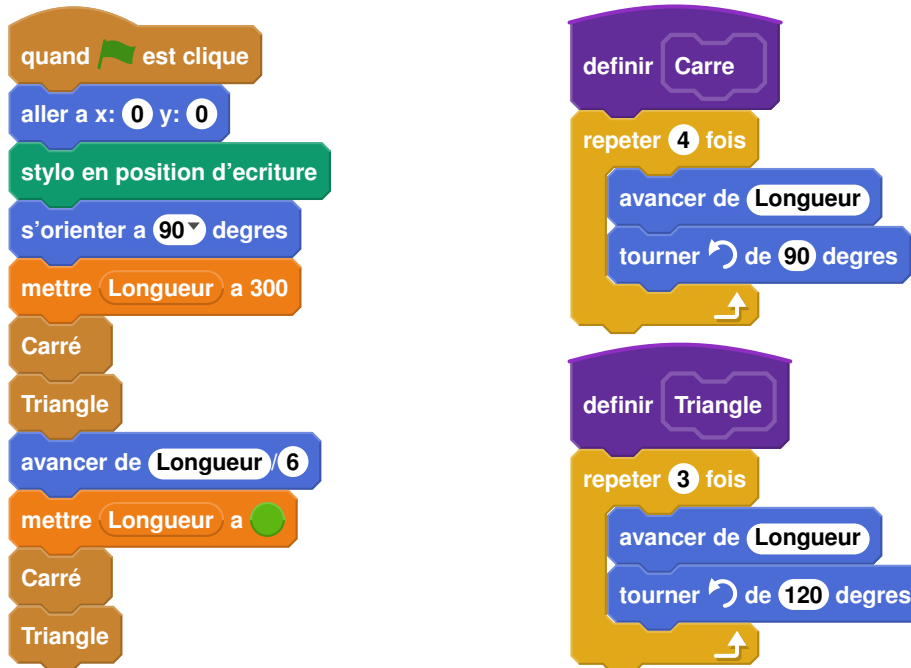 quand est clique
aller a x: 0 y: 0
stylo en position d'ecriture
s'orienter a 90 degres
mettre Longueur a 300
Carré
Triangle
avancer de Longueur/6
mettre Longueur a
Carré
Triangle
definir Carre
repeter 4 fois
avancer de Longueur
tourner de 90 degres
definir Triangle
repeter 3 fois
avancer de Longueur
tourner de 120 degres